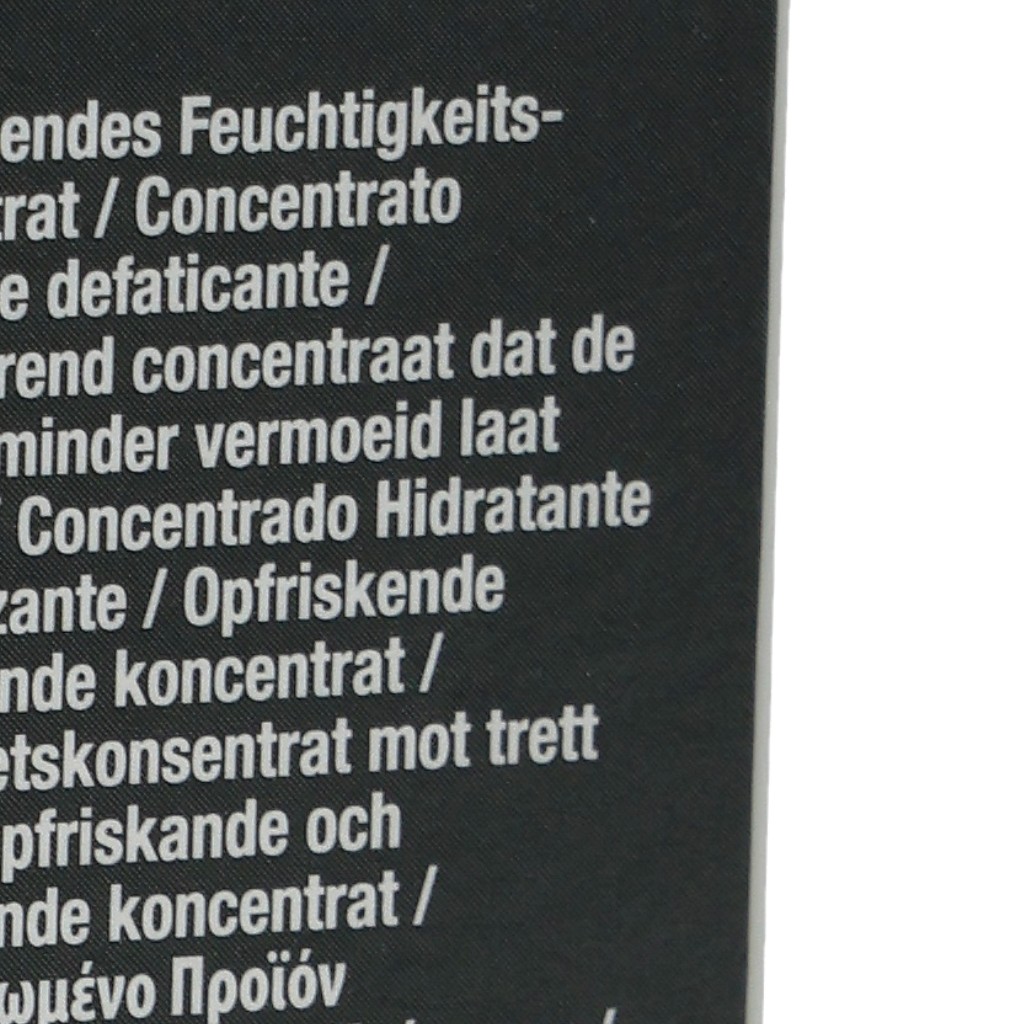 endes Feuchtigkeits-
trat / Concentrato
e defaticante /
rend concentraat dat de
minder vermoeid laat
/ Concentrado Hidratante
zante / Opfriskende
nde koncentrat /
etskonsentrat mot trett
pfriskande och
nde koncentrat /
ωμένο Προϊόν